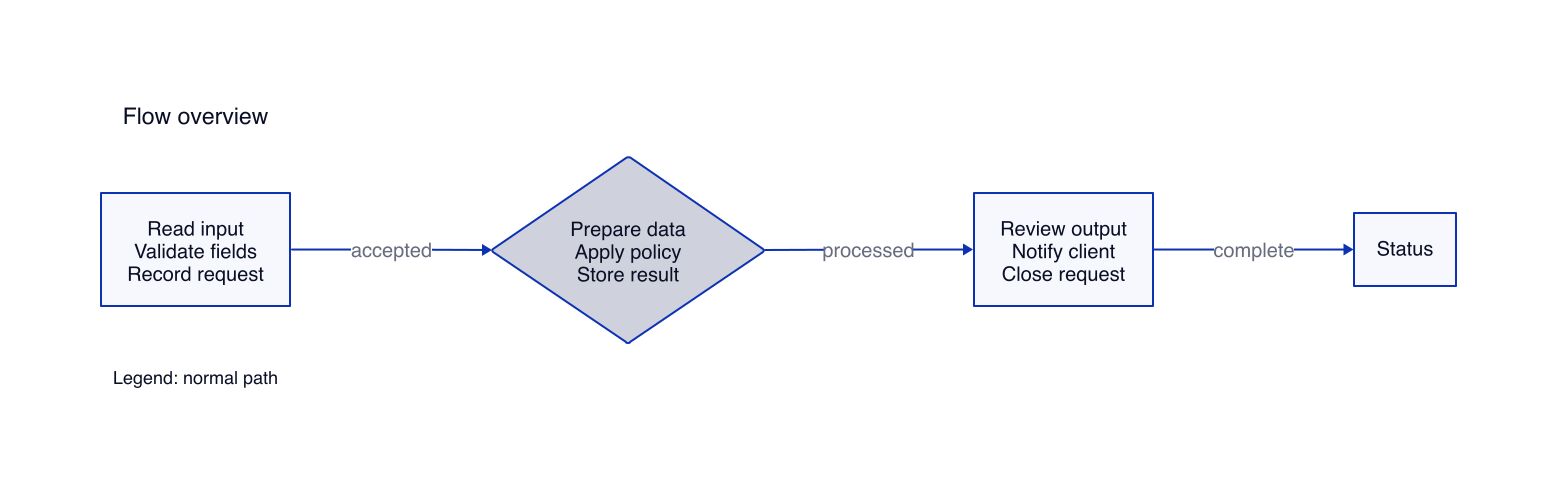 Flow overview
Read input
Validate fields
Record request
accepted
Prepare data
Apply policy
Store result
processed
Review output
Notify client
Close request
complete
Status
Legend: normal path